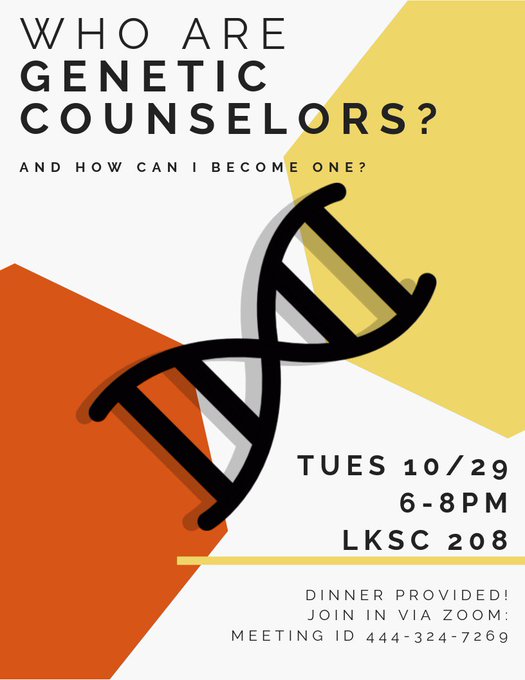 WHO ARE
GENETIC
COUNSELORS?
AND HOW CAN I BECOME ONE?
TUES 10/29
6-8PM
LKSC 208
DINNER PROVIDED!
JOIN IN VIA ZOOM:
MEETING ID 444-324-7269